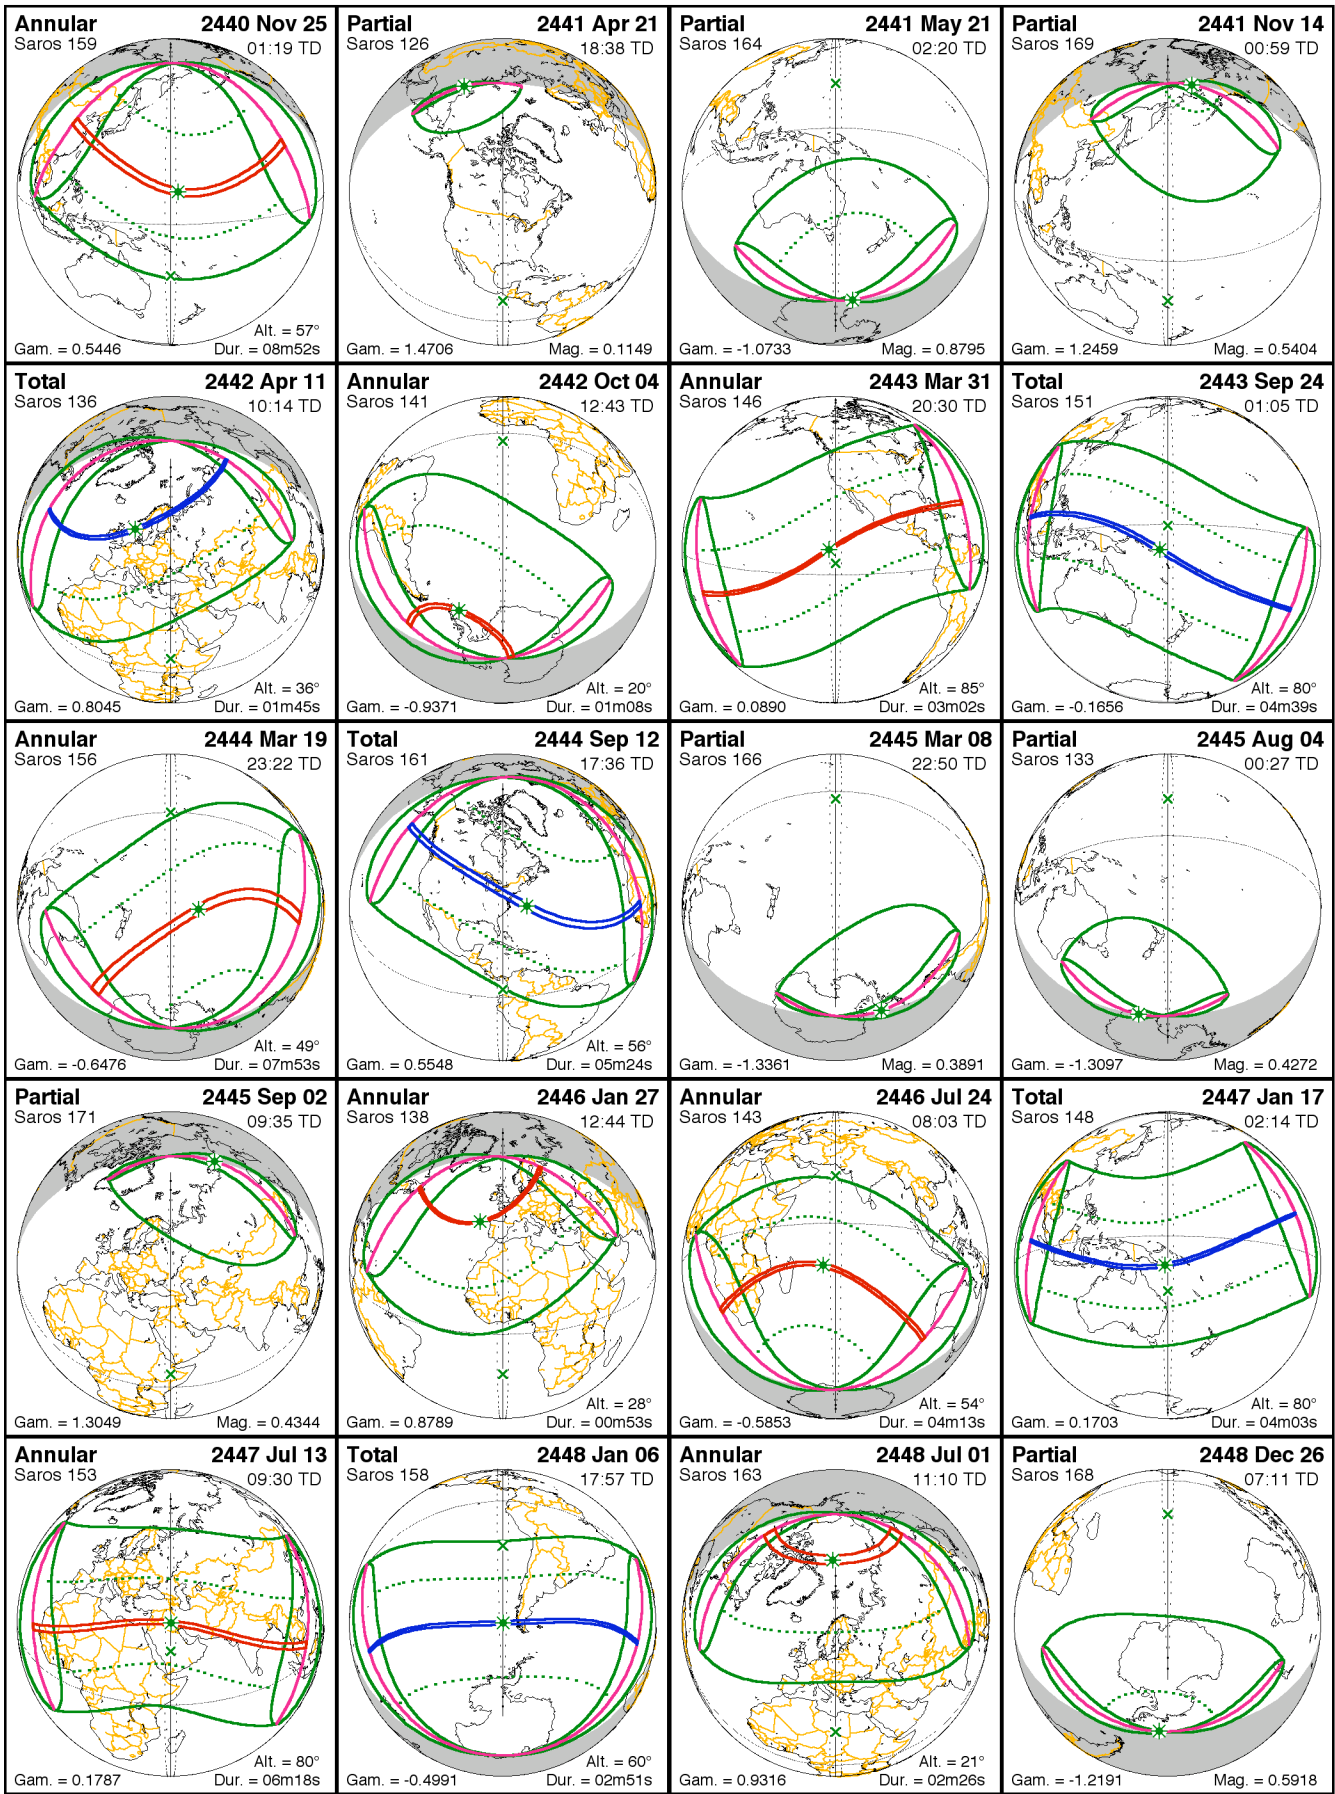 Annular 2440 Nov 25
Saros 159 01:19 TD
Alt. = 57°
Gam. = 0.5446 Dur. = 08m52s
Partial 2441 Apr 21
Saros 126 18:38 TD
Gam. = 1.4706 Mag. = 0.1149
Partial 2441 May 21
Saros 164 02:20 TD
Gam. = -1.0733 Mag. = 0.8795
Partial 2441 Nov 14
Saros 169 00:59 TD
Gam. = 1.2459 Mag. = 0.5404
Total 2442 Apr 11
Saros 136 10:14 TD
Alt. = 36°
Gam. = 0.8045 Dur. = 01m45s
Annular 2442 Oct 04
Saros 141 12:43 TD
Alt. = 20°
Gam. = -0.9371 Dur. = 01m08s
Annular 2443 Mar 31
Saros 146 20:30 TD
Alt. = 85°
Gam. = 0.0890 Dur. = 03m02s
Total 2443 Sep 24
Saros 151 01:05 TD
Alt. = 80°
Gam. = -0.1656 Dur. = 04m39s
Annular 2444 Mar 19
Saros 156 23:22 TD
Alt. = 49°
Gam. = -0.6476 Dur. = 07m53s
Total 2444 Sep 12
Saros 161 17:36 TD
Alt. = 56°
Gam. = 0.5548 Dur. = 05m24s
Partial 2445 Mar 08
Saros 166 22:50 TD
Gam. = -1.3361 Mag. = 0.3891
Partial 2445 Aug 04
Saros 133 00:27 TD
Gam. = -1.3097 Mag. = 0.4272
Partial 2445 Sep 02
Saros 171 09:35 TD
Gam. = 1.3049 Mag. = 0.4344
Annular 2446 Jan 27
Saros 138 12:44 TD
Alt. = 28°
Gam. = 0.8789 Dur. = 00m53s
Annular 2446 Jul 24
Saros 143 08:03 TD
Alt. = 54°
Gam. = -0.5853 Dur. = 04m13s
Total 2447 Jan 17
Saros 148 02:14 TD
Alt. = 80°
Gam. = 0.1703 Dur. = 04m03s
Annular 2447 Jul 13
Saros 153 09:30 TD
Alt. = 80°
Gam. = 0.1787 Dur. = 06m18s
Total 2448 Jan 06
Saros 158 17:57 TD
Alt. = 60°
Gam. = -0.4991 Dur. = 02m51s
Annular 2448 Jul 01
Saros 163 11:10 TD
Alt. = 21°
Gam. = 0.9316 Dur. = 02m26s
Partial 2448 Dec 26
Saros 168 07:11 TD
Gam. = -1.2191 Mag. = 0.5918